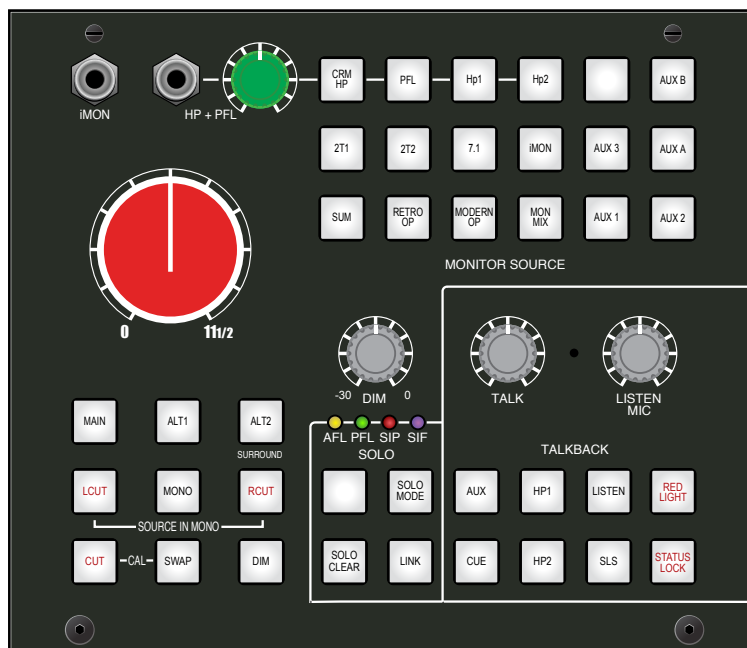 iMON
HP + PFL
CRM
HP
PFL
Hp1
Hp2
AUX B
2T1
2T2
7.1
iMON
AUX 3
AUX A
SUM
RETRO
OP
MODERN
OP
MON
MIX
AUX 1
AUX 2
MONITOR SOURCE
0
11 1/2
-30
DIM
0
TALK
LISTEN
MIC
MAIN
ALT1
ALT2
SURROUND
AFL PFL SIP SIF
SOLO
TALKBACK
LCUT
MONO
RCUT
SOLO
MODE
AUX
HP1
LISTEN
RED
LIGHT
SOURCE IN MONO
CUT
CAL
SWAP
DIM
SOLO
CLEAR
LINK
CUE
HP2
SLS
STATUS
LOCK